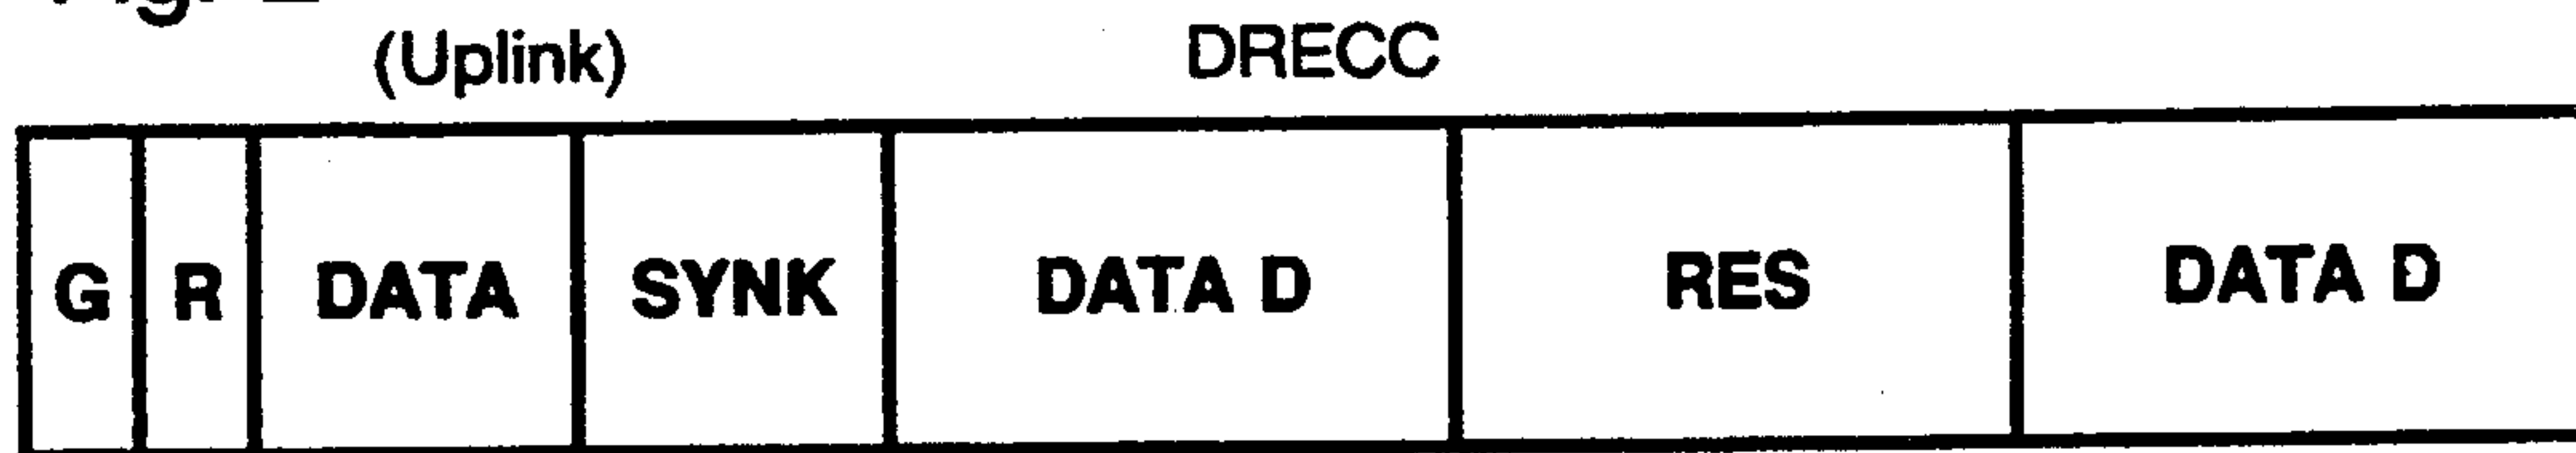 (Uplink) DRECC
G R DATA SYNK DATA D RES DATA D